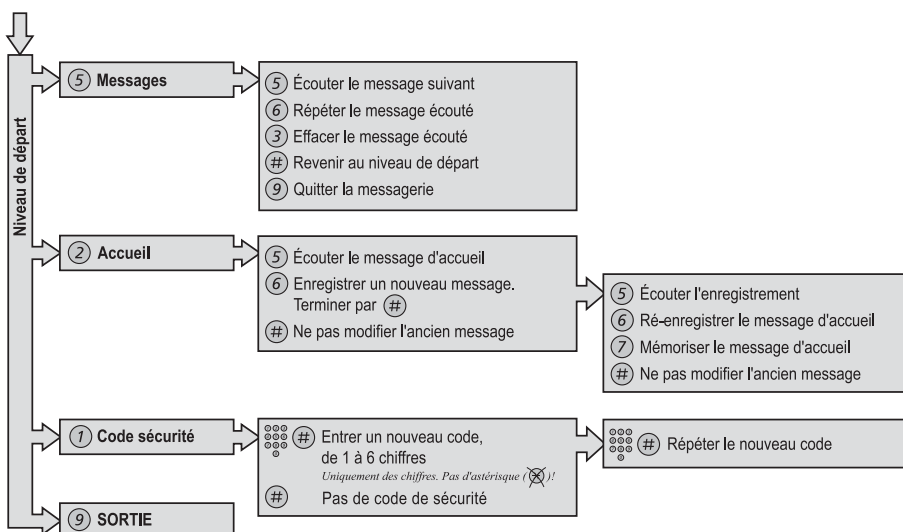 Niveau de départ
5 Messages
5 Écouter le message suivant
6 Répéter le message écouté
3 Effacer le message écouté
# Revenir au niveau de départ
9 Quitter la messagerie
2 Accueil
5 Écouter le message d'accueil
6 Enregistrer un nouveau message.
Terminer par #
# Ne pas modifier l'ancien message
5 Écouter l'enregistrement
6 Ré-enregistrer le message d'accueil
7 Mémoriser le message d'accueil
# Ne pas modifier l'ancien message
1 Code sécurité
# Entrer un nouveau code,
de 1 à 6 chiffres
Uniquement des chiffres. Pas d'astérisque (*)!
# Pas de code de sécurité
# Répéter le nouveau code
9 SORTIE